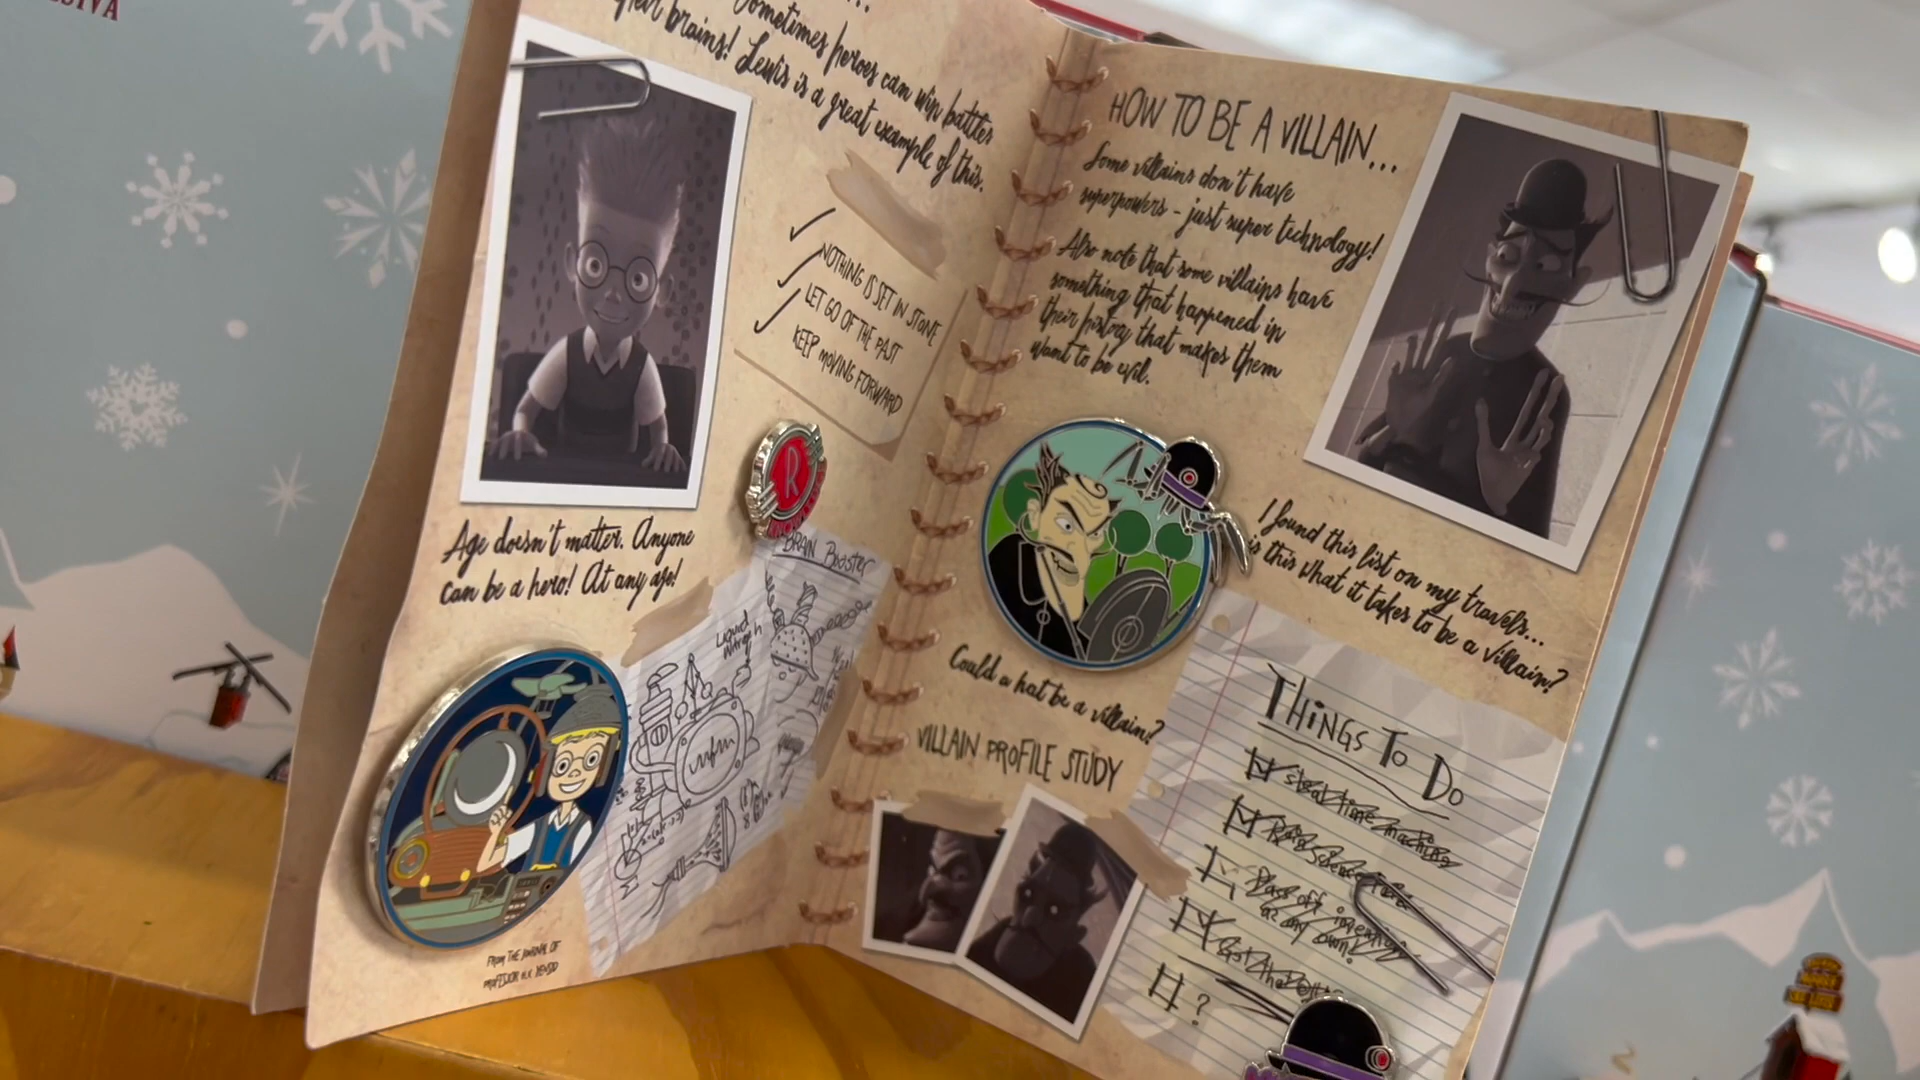 Sometimes heroes can win battles
their brains! Lewis is a great example of this.
NOTHING IS SET IN STONE
LET GO OF THE PAST
KEEP MOVING FORWARD
R
Age doesn't matter. Anyone
can be a hero! At any age!
BRAIN Booster
Liquid
FROM THE JOURNAL OF
HOW TO BE A VILLAIN...
Some villains don't have
superpowers - just super technology!
Also note that some villains have
something that happened in
their history that makes them
want to be evil.
I found this list on my travels...
is this what it takes to be a villain?
Could a hat be a villain?
VILLAIN PROFILE STUDY
THiNGS To Do
steal time machine
?